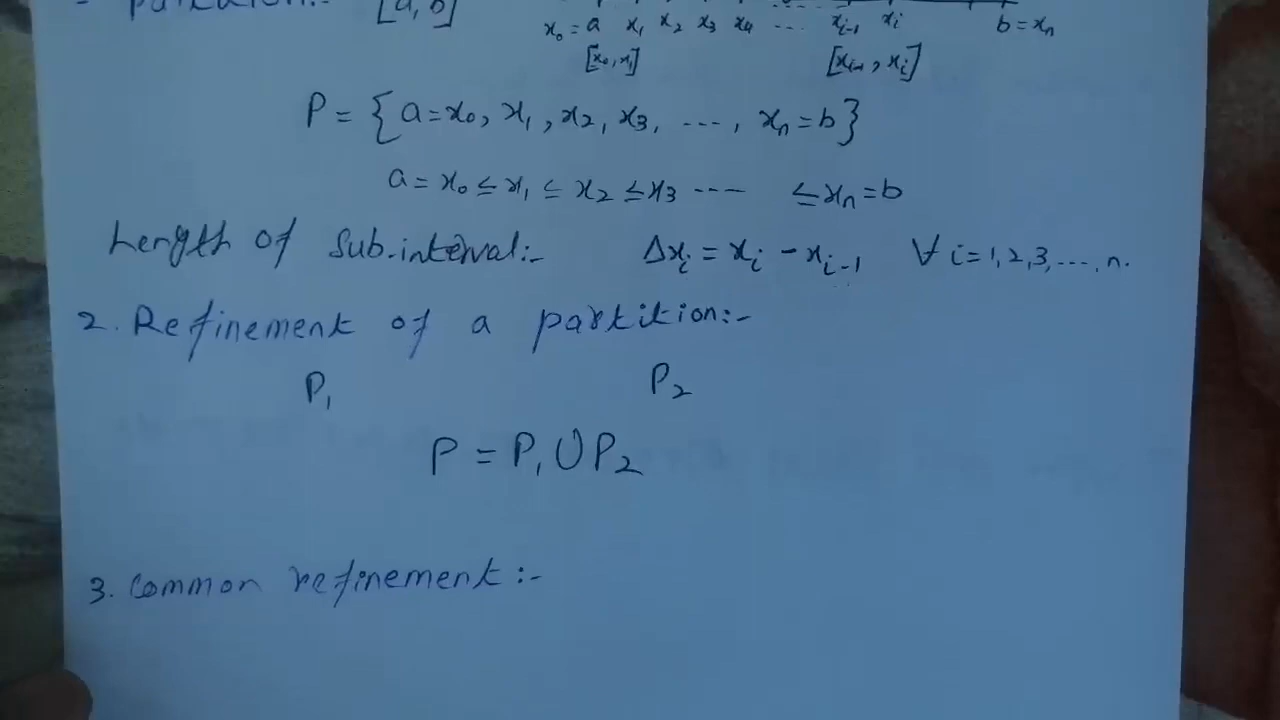 partition:- [a, b]
x₀ = a x₁ x₂ x₃ x₄ ... xᵢ₋₁ xᵢ b = xₙ
[x₀, x₁] [xᵢ₋₁, xᵢ]
P = {a = x₀, x₁, x₂, x₃, ..., xₙ = b}
a = x₀ ≤ x₁ ≤ x₂ ≤ x₃ ---- ≤ xₙ = b
Length of Sub-interval:- Δxᵢ = xᵢ - xᵢ₋₁ ∀ i = 1, 2, 3, ..., n.
2. Refinement of a partition:-
P₁ P₂
P = P₁ ∪ P₂
3. Common refinement:-